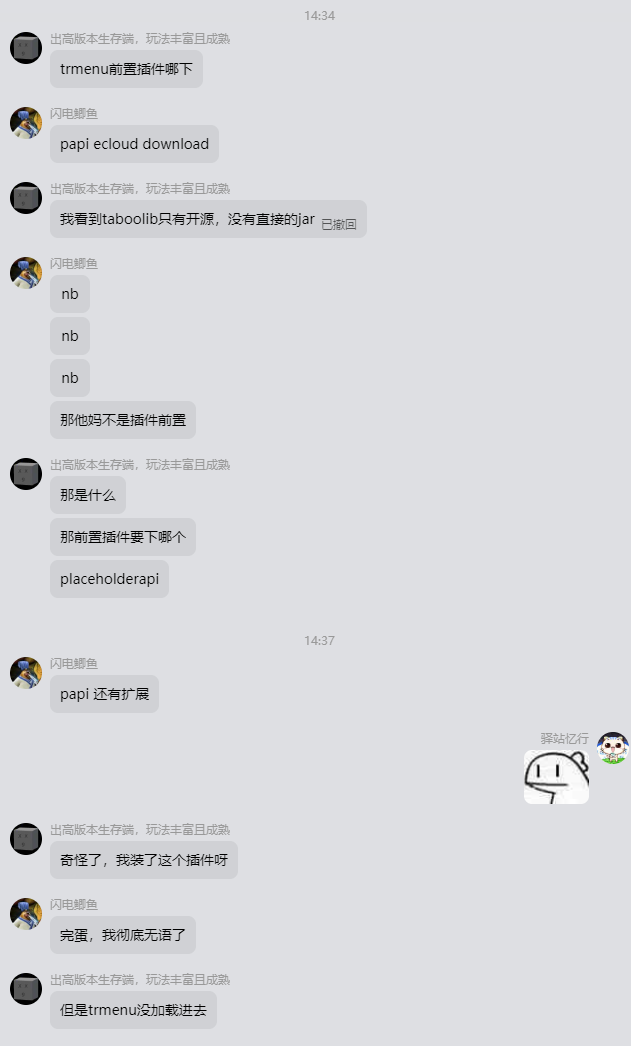 14:34
出高版本生存端，玩法丰富且成熟
trmenu前置插件哪下
闪电鲫鱼
papi ecloud download
出高版本生存端，玩法丰富且成熟
我看到taboolib只有开源，没有直接的jar 已撤回
闪电鲫鱼
nb
nb
nb
那他妈不是插件前置
出高版本生存端，玩法丰富且成熟
那是什么
那前置插件要下哪个
placeholderapi
14:37
闪电鲫鱼
papi 还有扩展
驿站忆行
出高版本生存端，玩法丰富且成熟
奇怪了，我装了这个插件呀
闪电鲫鱼
完蛋，我彻底无语了
出高版本生存端，玩法丰富且成熟
但是trmenu没加载进去